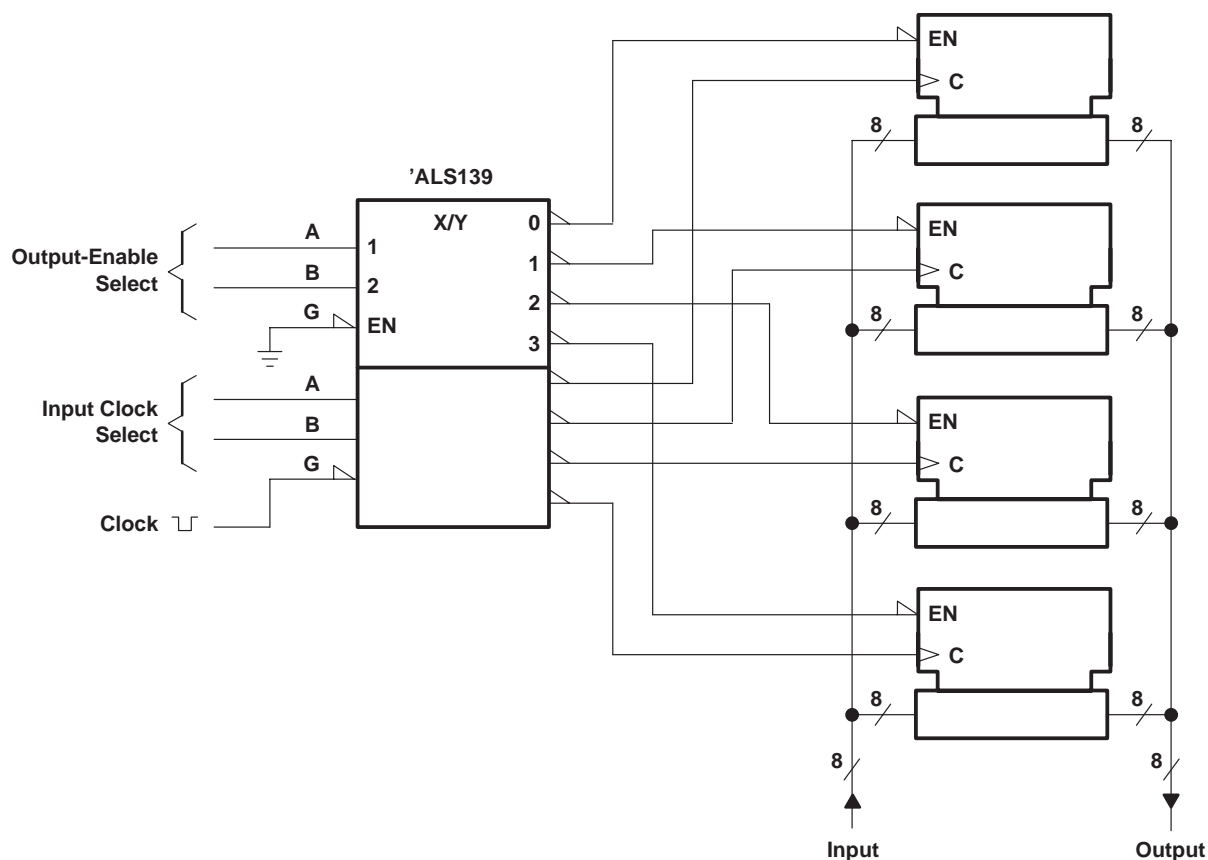 EN
C
8
8
'ALS139
X/Y
0
A
1
1
EN
Output-Enable
Select
B
2
2
C
G
EN
3
8
8
A
Input Clock
Select
B
EN
G
C
Clock
8
8
EN
C
8
8
8
8
Input
Output